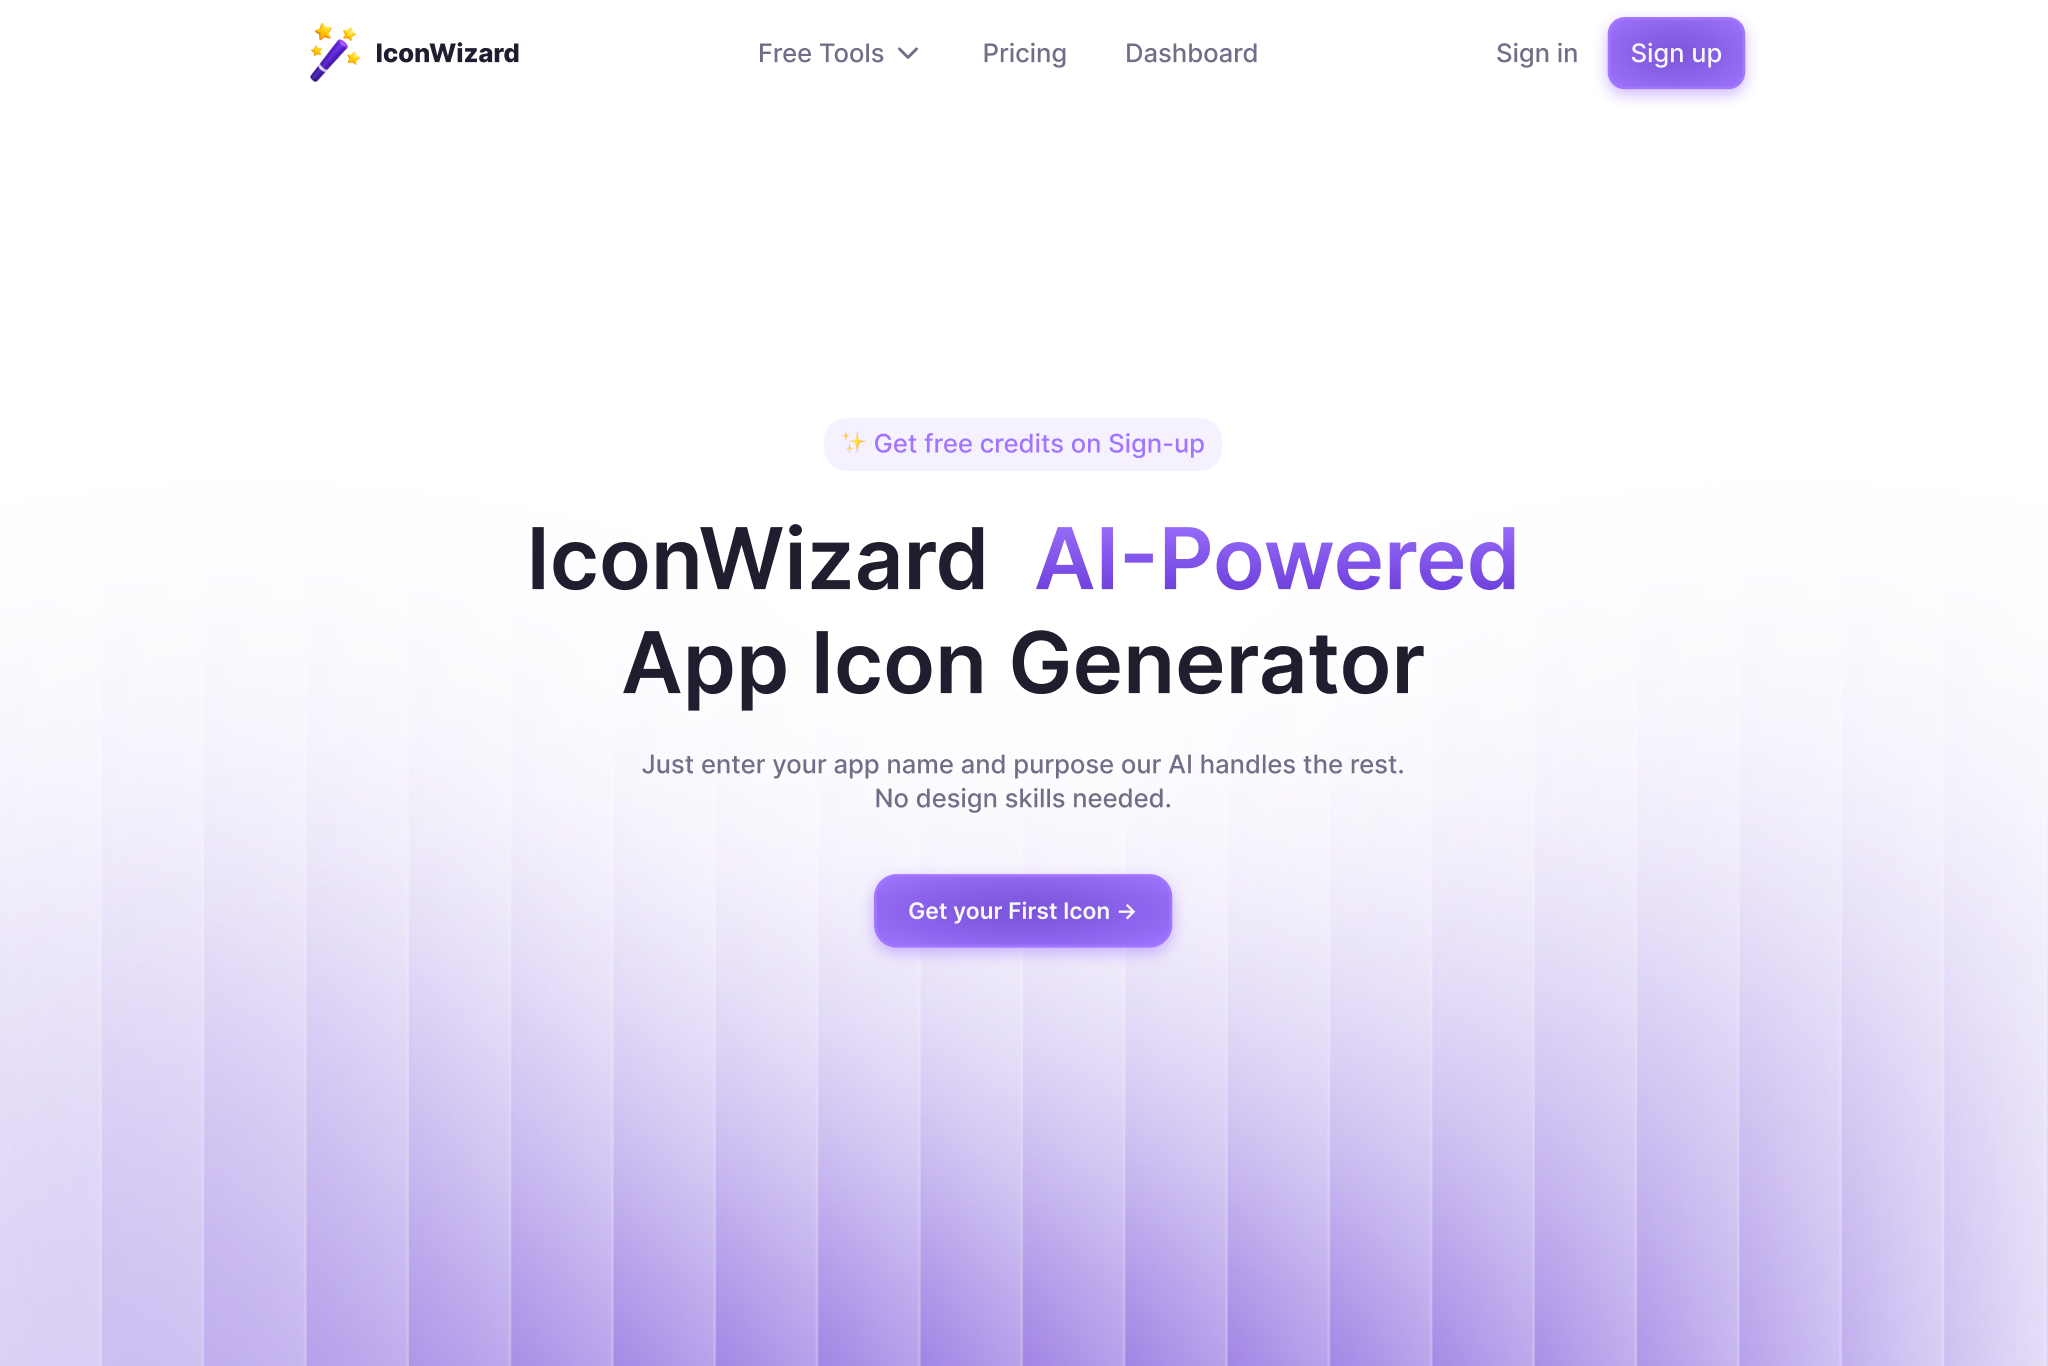 IconWizard
Free Tools
Pricing
Dashboard
Sign in
Sign up
✨ Get free credits on Sign-up
IconWizard AI-Powered
App Icon Generator
Just enter your app name and purpose our AI handles the rest.
No design skills needed.
Get your First Icon →